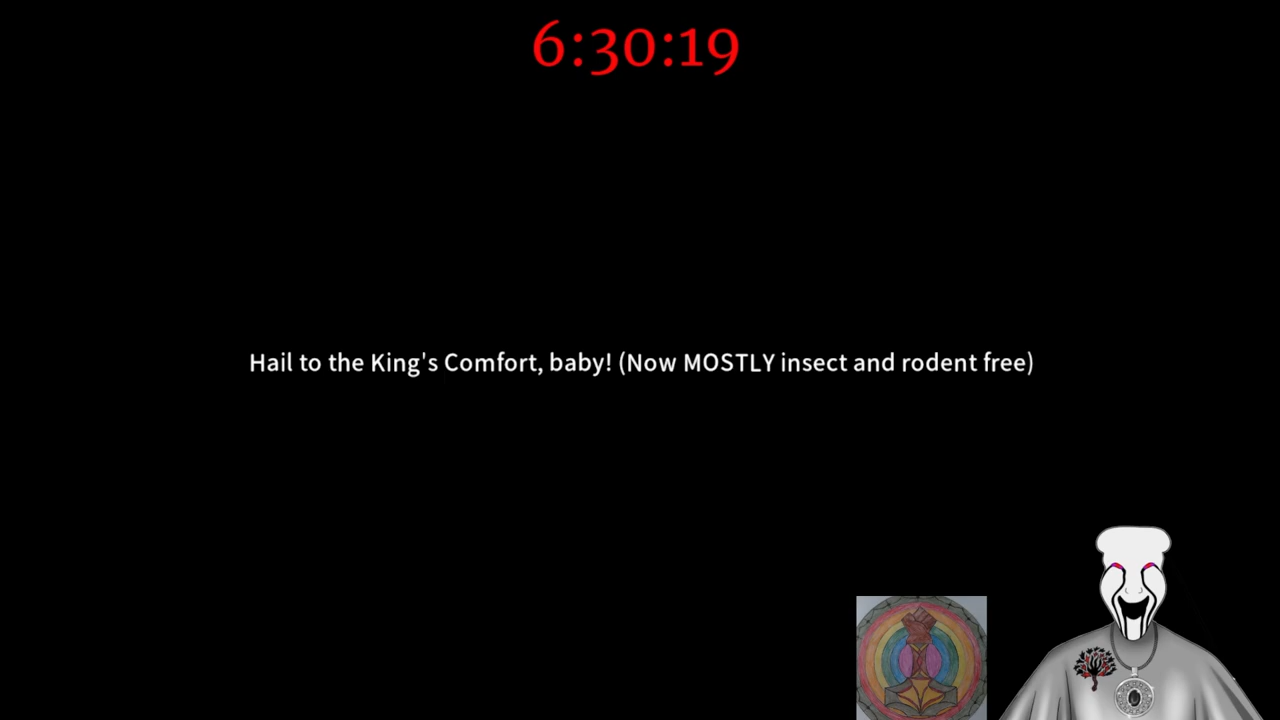 6:30:19
Hail to the King's Comfort, baby! (Now MOSTLY insect and rodent free)